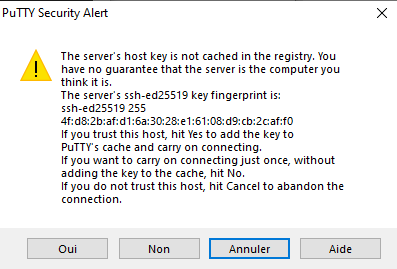 PuTTY Security Alert
The server's host key is not cached in the registry. You
have no guarantee that the server is the computer you
think it is.
The server's ssh-ed25519 key fingerprint is:
ssh-ed25519 255
4f:d8:2b:af:d1:6a:30:28:e1:61:08:d9:cb:2c:af:f0
If you trust this host, hit Yes to add the key to
PuTTY's cache and carry on connecting.
If you want to carry on connecting just once, without
adding the key to the cache, hit No.
If you do not trust this host, hit Cancel to abandon the
connection.
Oui Non Annuler Aide